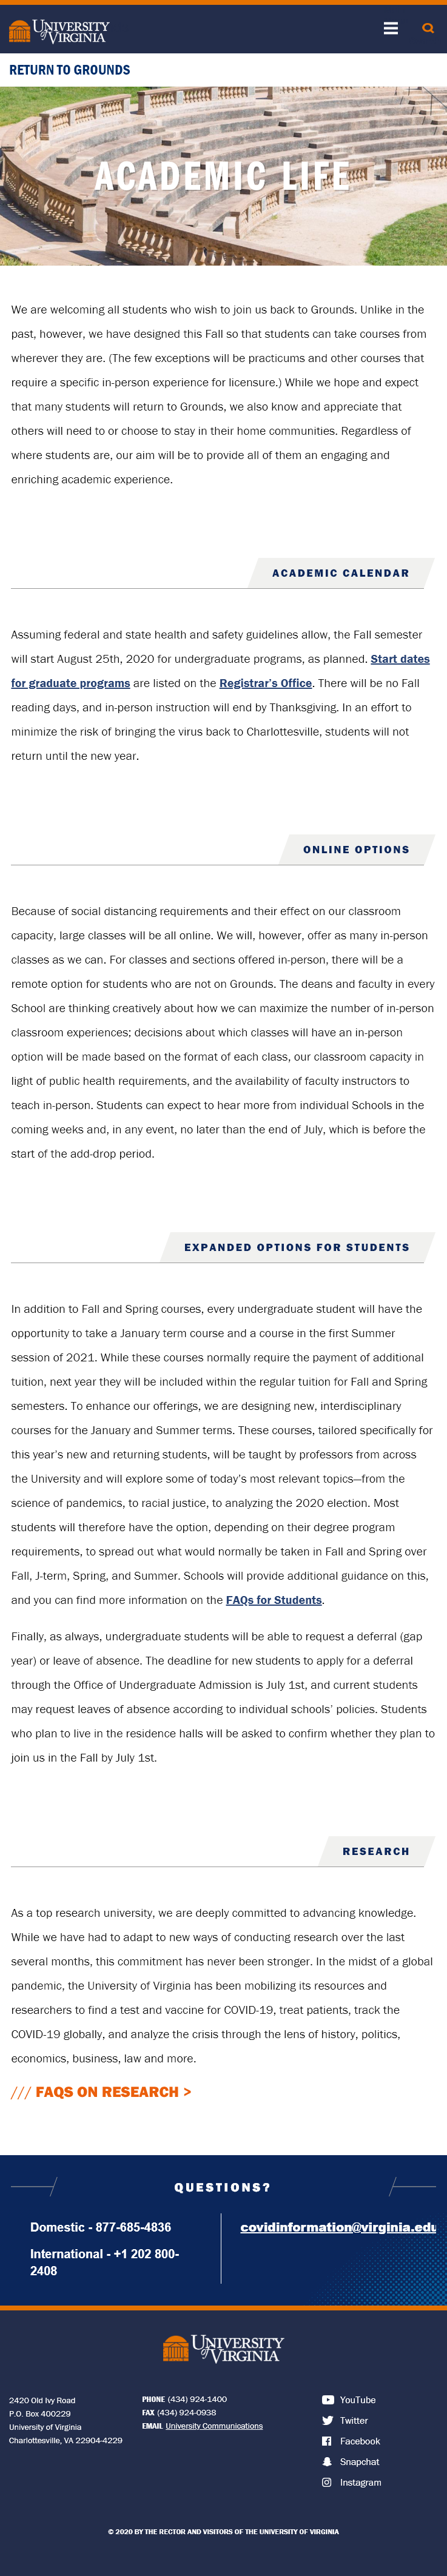 UNIVERSITY
of VIRGINIA
RETURN TO GROUNDS
ACADEMIC LIFE
We are welcoming all students who wish to join us back to Grounds. Unlike in the
past, however, we have designed this Fall so that students can take courses from
wherever they are. (The few exceptions will be practicums and other courses that
require a specific in-person experience for licensure.) While we hope and expect
that many students will return to Grounds, we also know and appreciate that
others will need to or choose to stay in their home communities. Regardless of
where students are, our aim will be to provide all of them an engaging and
enriching academic experience.
ACADEMIC CALENDAR
Assuming federal and state health and safety guidelines allow, the Fall semester
will start August 25th, 2020 for undergraduate programs, as planned. Start dates
for graduate programs are listed on the Registrar's Office. There will be no Fall
reading days, and in-person instruction will end by Thanksgiving. In an effort to
minimize the risk of bringing the virus back to Charlottesville, students will not
return until the new year.
ONLINE OPTIONS
Because of social distancing requirements and their effect on our classroom
capacity, large classes will be all online. We will, however, offer as many in-person
classes as we can. For classes and sections offered in-person, there will be a
remote option for students who are not on Grounds. The deans and faculty in every
School are thinking creatively about how we can maximize the number of in-person
classroom experiences; decisions about which classes will have an in-person
option will be made based on the format of each class, our classroom capacity in
light of public health requirements, and the availability of faculty instructors to
teach in-person. Students can expect to hear more from individual Schools in the
coming weeks and, in any event, no later than the end of July, which is before the
start of the add-drop period.
EXPANDED OPTIONS FOR STUDENTS
In addition to Fall and Spring courses, every undergraduate student will have the
opportunity to take a January term course and a course in the first Summer
session of 2021. While these courses normally require the payment of additional
tuition, next year they will be included within the regular tuition for Fall and Spring
semesters. To enhance our offerings, we are designing new, interdisciplinary
courses for the January and Summer terms. These courses, tailored specifically for
this year's new and returning students, will be taught by professors from across
the University and will explore some of today's most relevant topics—from the
science of pandemics, to racial justice, to analyzing the 2020 election. Most
students will therefore have the option, depending on their degree program
requirements, to spread out what would normally be taken in Fall and Spring over
Fall, J-term, Spring, and Summer. Schools will provide additional guidance on this,
and you can find more information on the FAQs for Students.
Finally, as always, undergraduate students will be able to request a deferral (gap
year) or leave of absence. The deadline for new students to apply for a deferral
through the Office of Undergraduate Admission is July 1st, and current students
may request leaves of absence according to individual schools' policies. Students
who plan to live in the residence halls will be asked to confirm whether they plan to
join us in the Fall by July 1st.
RESEARCH
As a top research university, we are deeply committed to advancing knowledge.
While we have had to adapt to new ways of conducting research over the last
several months, this commitment has never been stronger. In the midst of a global
pandemic, the University of Virginia has been mobilizing its resources and
researchers to find a test and vaccine for COVID-19, treat patients, track the
COVID-19 globally, and analyze the crisis through the lens of history, politics,
economics, business, law and more.
/// FAQS ON RESEARCH >
QUESTIONS?
Domestic - 877-685-4836
International - +1 202 800-
2408
covidinformation@virginia.edu
UNIVERSITY
of VIRGINIA
2420 Old Ivy Road
P.O. Box 400229
University of Virginia
Charlottesville, VA 22904-4229
PHONE (434) 924-1400
FAX (434) 924-0938
EMAIL University Communications
YouTube
Twitter
Facebook
Snapchat
Instagram
© 2020 BY THE RECTOR AND VISITORS OF THE UNIVERSITY OF VIRGINIA